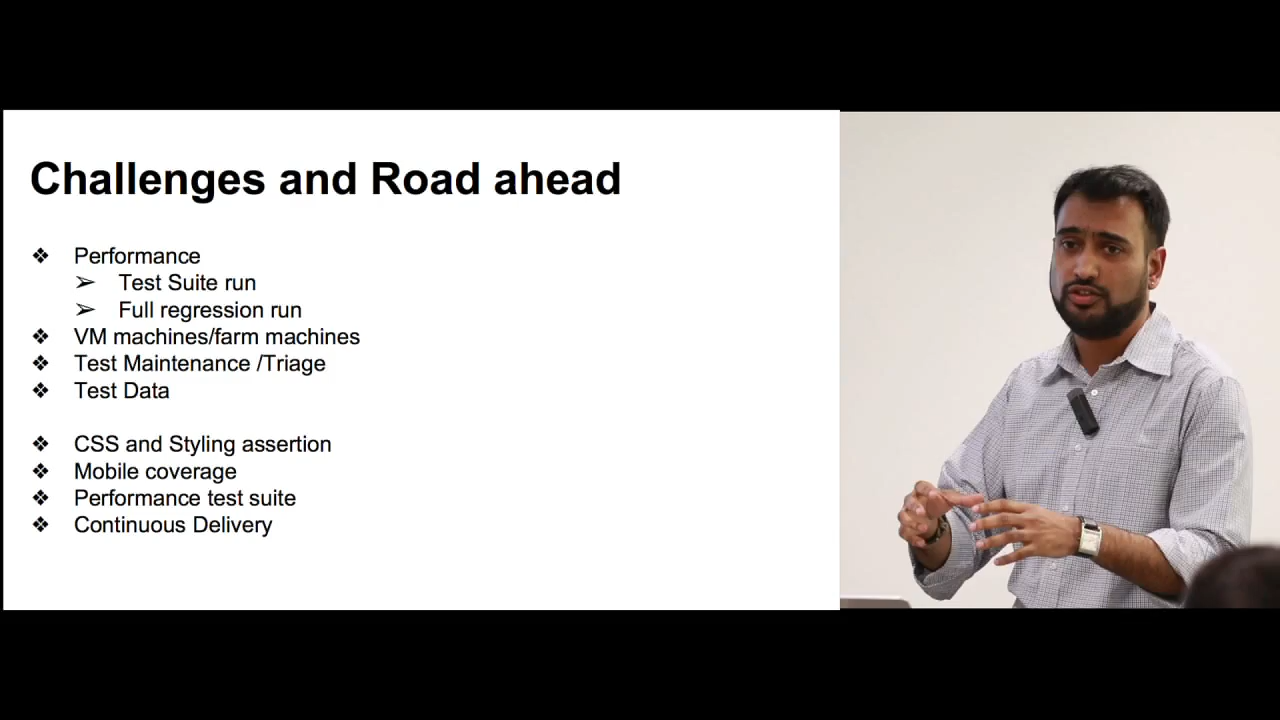 Challenges and Road ahead
❖ Performance
➢ Test Suite run
➢ Full regression run
❖ VM machines/farm machines
❖ Test Maintenance /Triage
❖ Test Data
❖ CSS and Styling assertion
❖ Mobile coverage
❖ Performance test suite
❖ Continuous Delivery